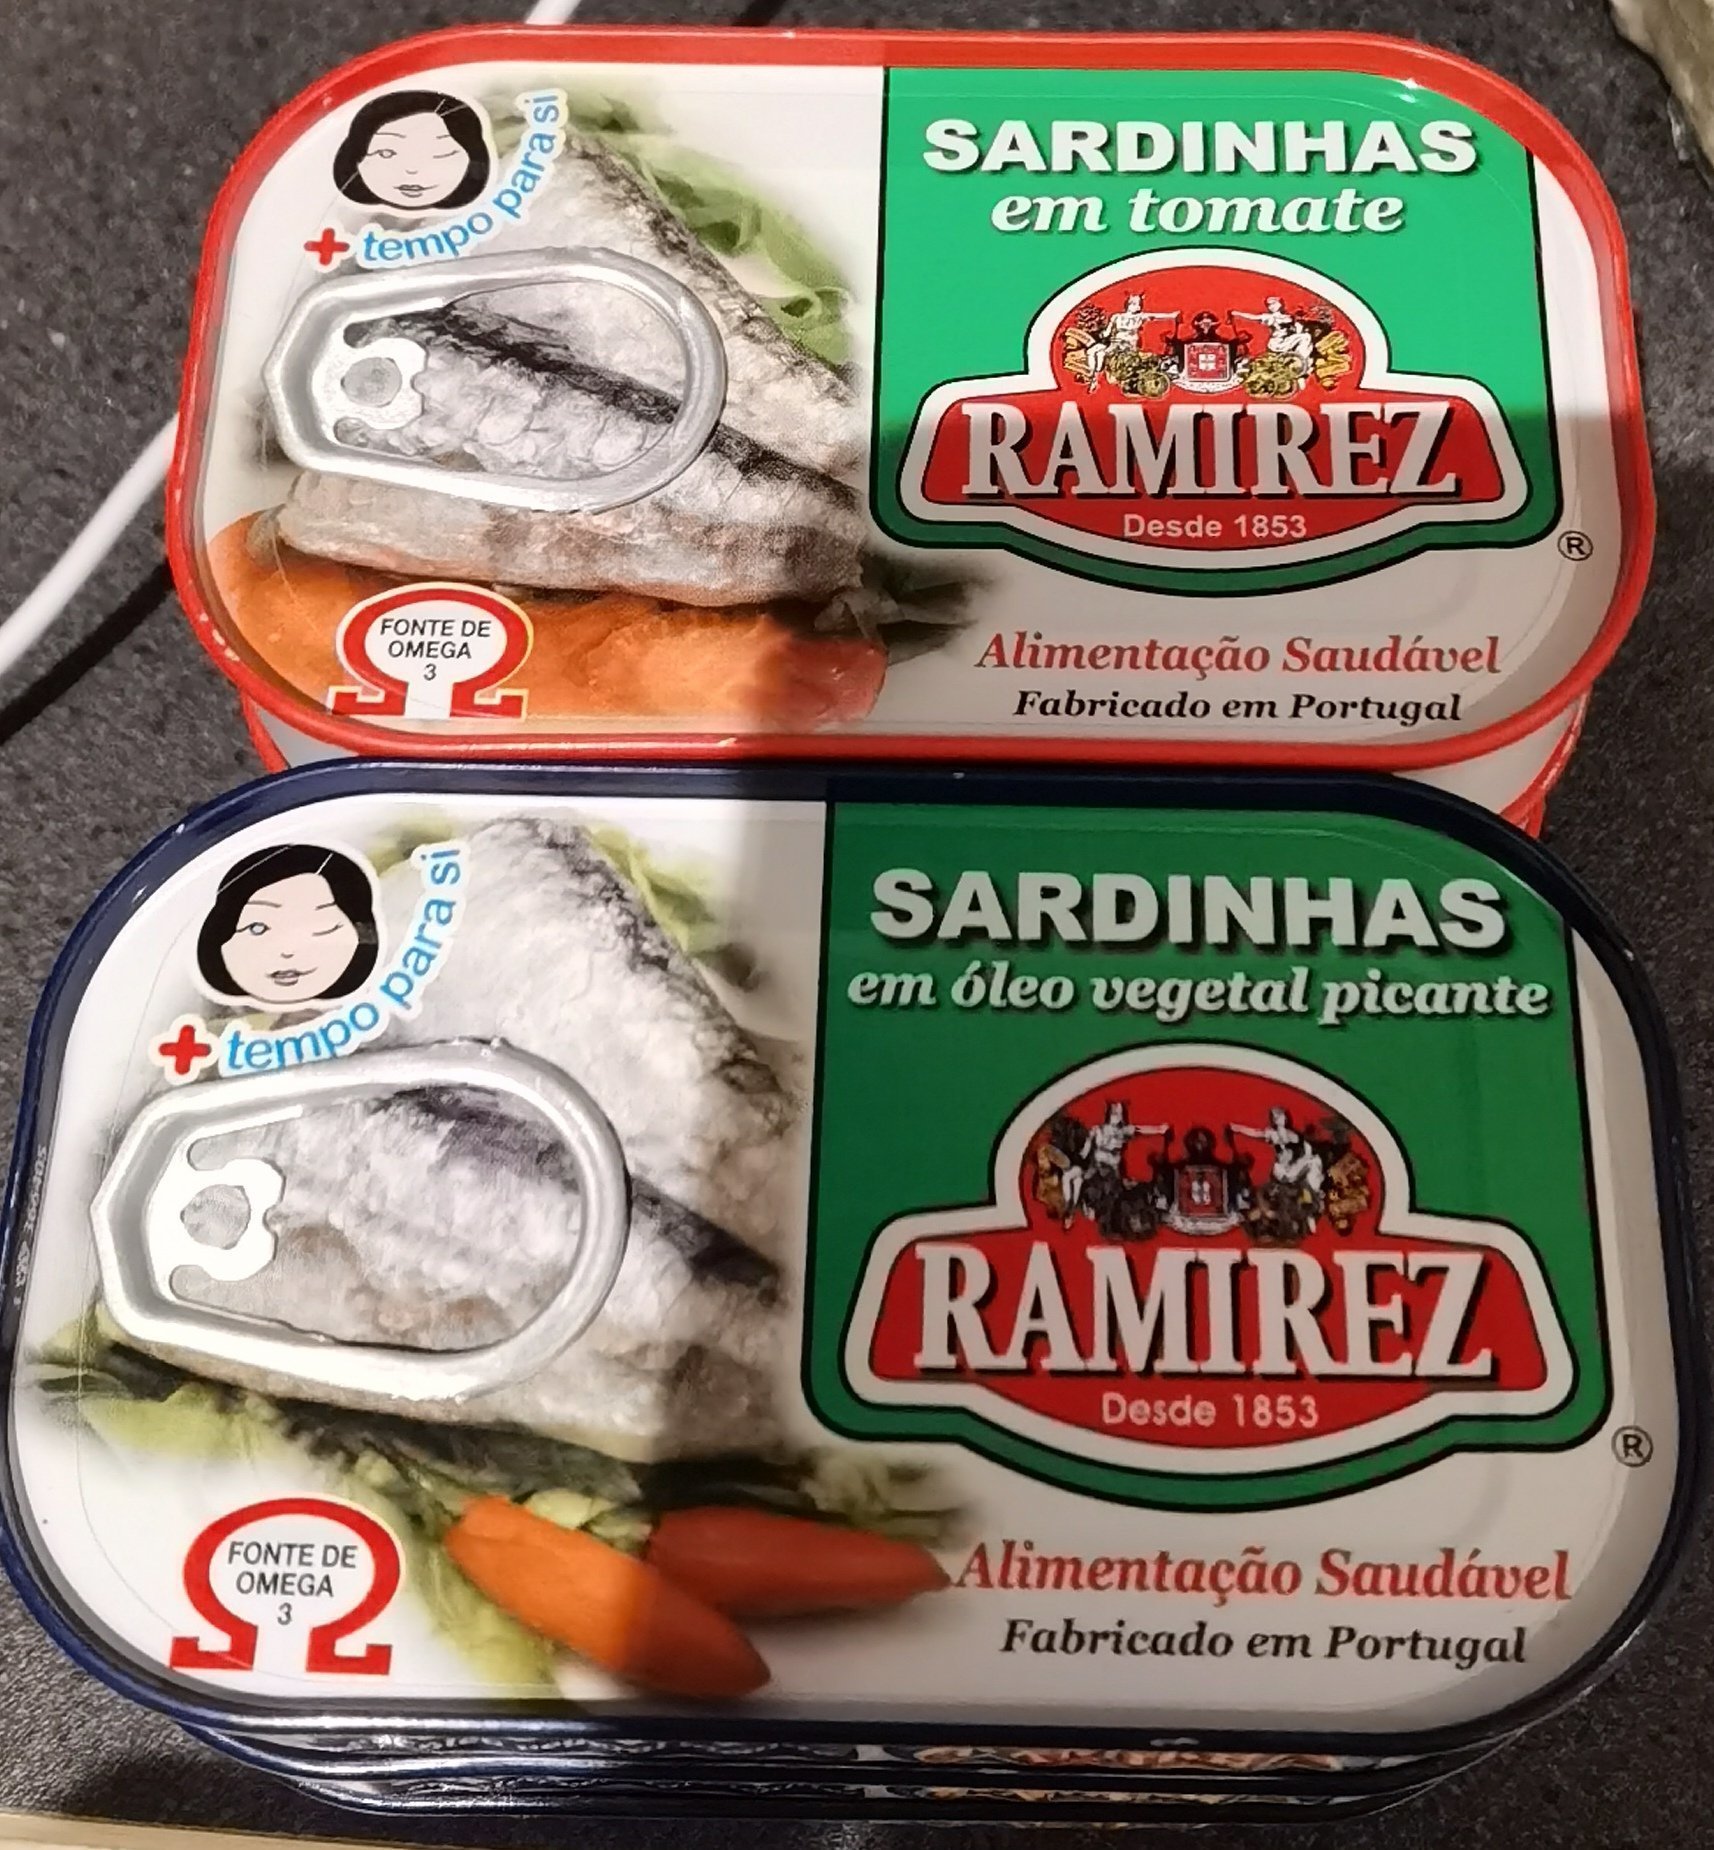 + tempo para si
SARDINHAS
em tomate
RAMIREZ
Desde 1853
®
FONTE DE
OMEGA
3
Alimentação Saudável
Fabricado em Portugal
+ tempo para si
SARDINHAS
em óleo vegetal picante
RAMIREZ
Desde 1853
®
FONTE DE
OMEGA
3
Alimentação Saudável
Fabricado em Portugal